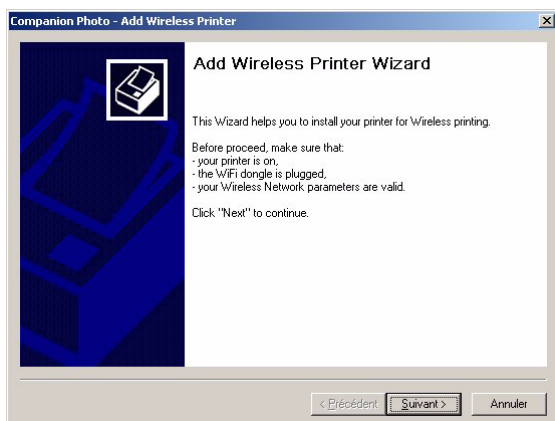 Companion Photo - Add Wireless Printer
Add Wireless Printer Wizard
This Wizard helps you to install your printer for Wireless printing.
Before proceed, make sure that:
- your printer is on,
- the WiFi dongle is plugged,
- your Wireless Network parameters are valid.
Click "Next" to continue.
< Précédent Suivant > Annuler